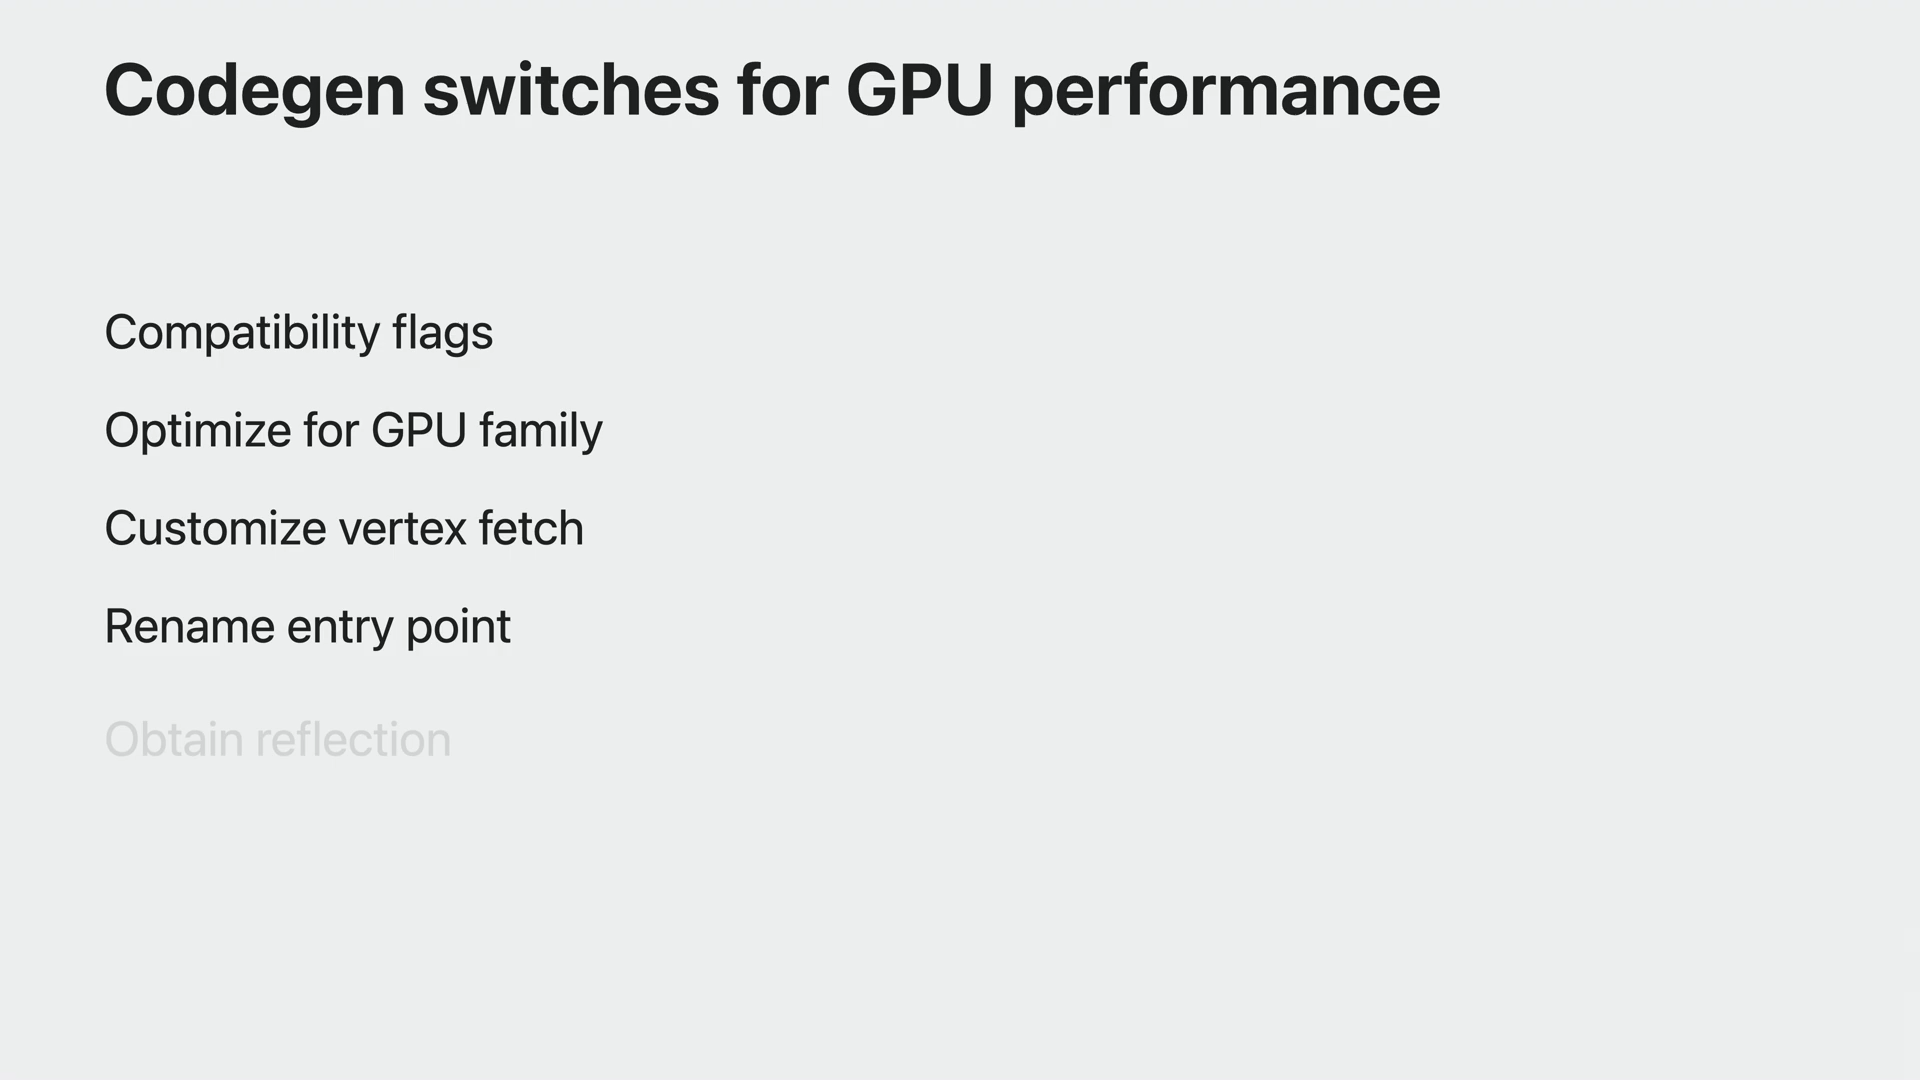 Codegen switches for GPU performance
Compatibility flags
Optimize for GPU family
Customize vertex fetch
Rename entry point
Obtain reflection